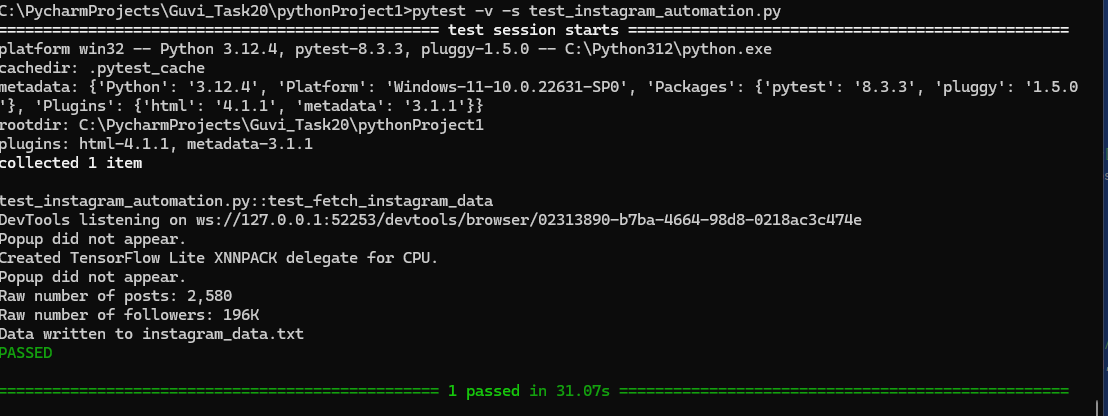 C:\PycharmProjects\Guvi_Task20\pythonProject1>pytest -v -s test_instagram_automation.py
================================================== test session starts ==================================================
platform win32 -- Python 3.12.4, pytest-8.3.3, pluggy-1.5.0 -- C:\Python312\python.exe
cachedir: .pytest_cache
metadata: {'Python': '3.12.4', 'Platform': 'Windows-11-10.0.22631-SP0', 'Packages': {'pytest': '8.3.3', 'pluggy': '1.5.0
'}, 'Plugins': {'html': '4.1.1', 'metadata': '3.1.1'}}
rootdir: C:\PycharmProjects\Guvi_Task20\pythonProject1
plugins: html-4.1.1, metadata-3.1.1
collected 1 item
test_instagram_automation.py::test_fetch_instagram_data
DevTools listening on ws://127.0.0.1:52253/devtools/browser/02313890-b7ba-4664-98d8-0218ac3c474e
Popup did not appear.
Created TensorFlow Lite XNNPACK delegate for CPU.
Popup did not appear.
Raw number of posts: 2,580
Raw number of followers: 196K
Data written to instagram_data.txt
PASSED
================================================== 1 passed in 31.07s ===================================================